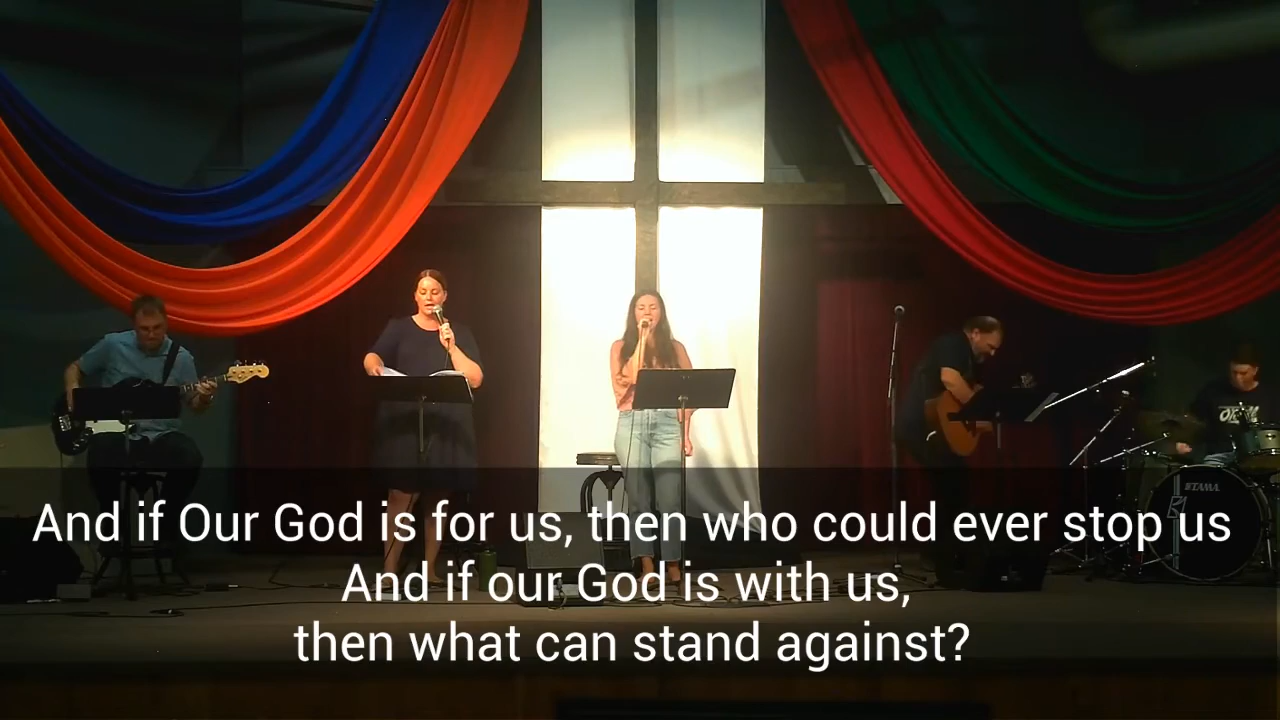 And if Our God is for us, then who could ever stop us
And if our God is with us,
then what can stand against?
TAMA